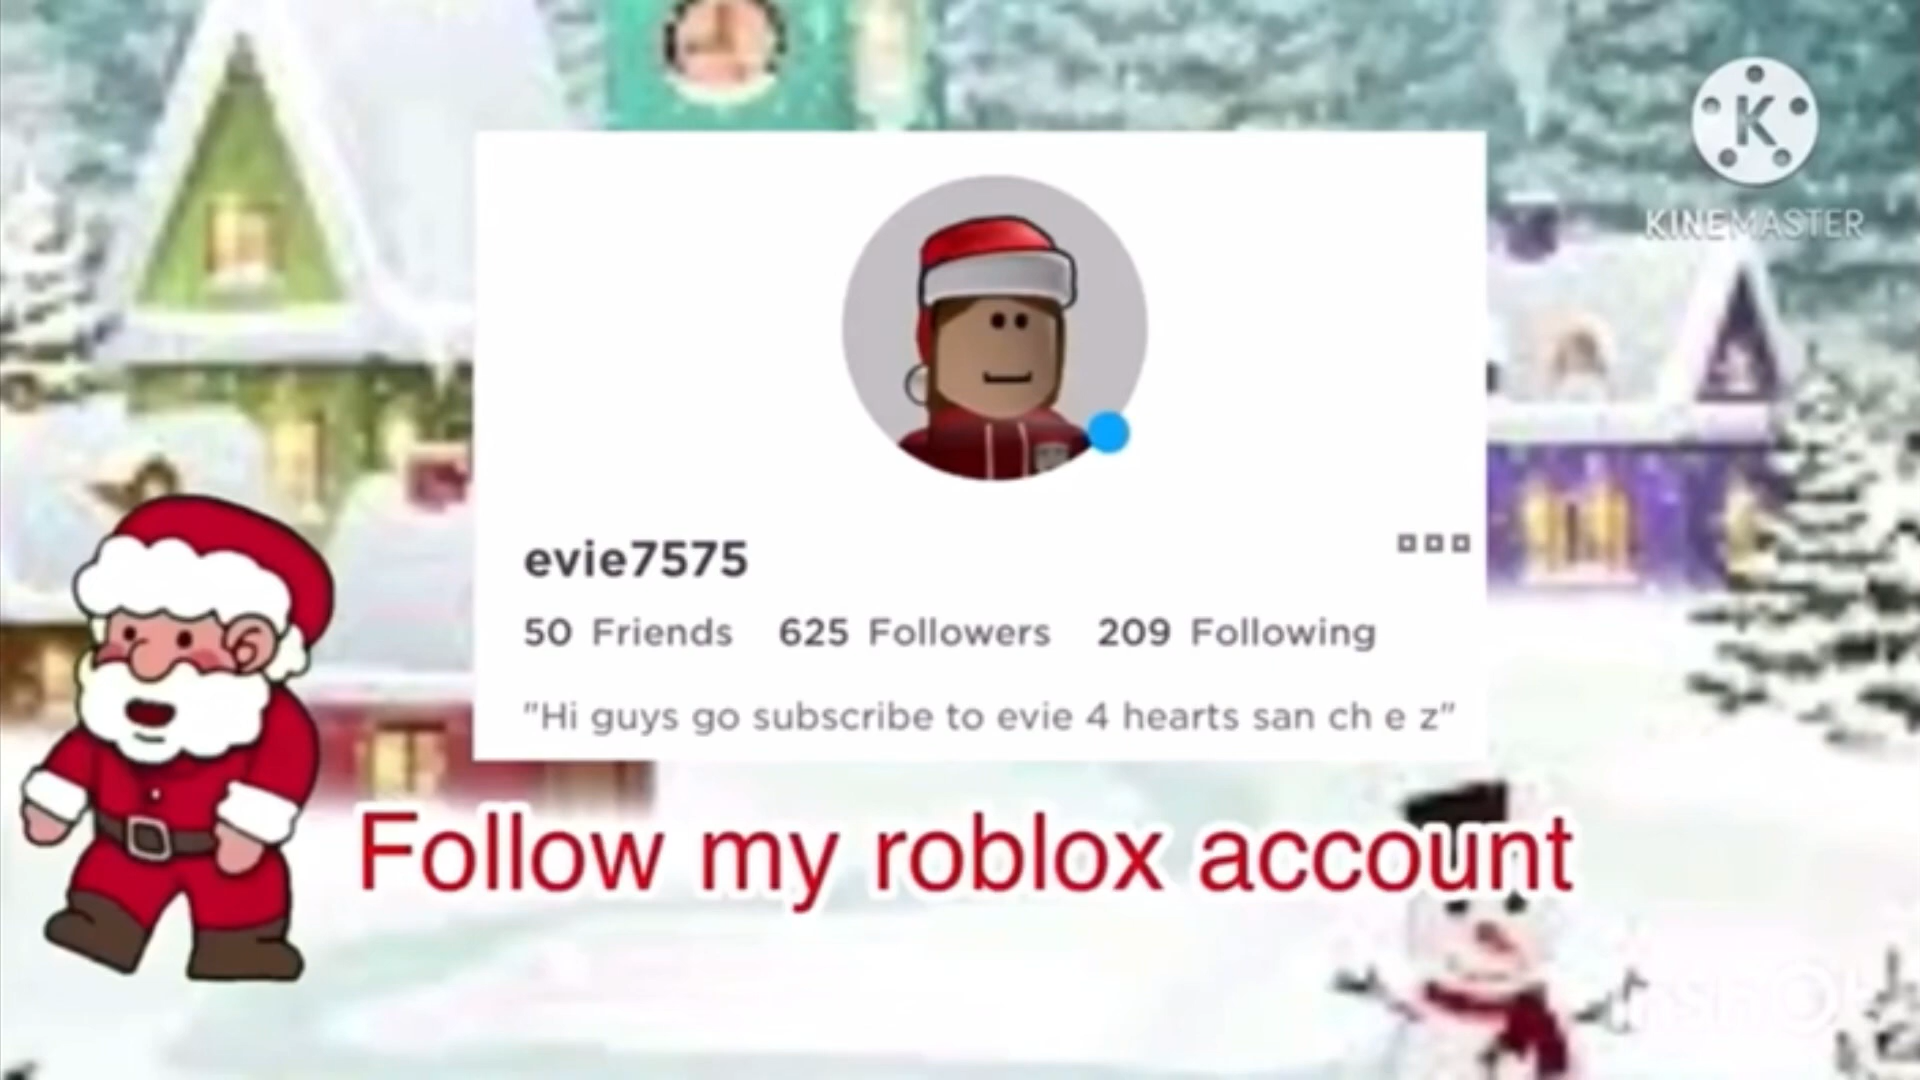 K
KINEMASTER
evie7575
50 Friends 625 Followers 209 Following
"Hi guys go subscribe to evie 4 hearts san ch e z"
Follow my roblox account